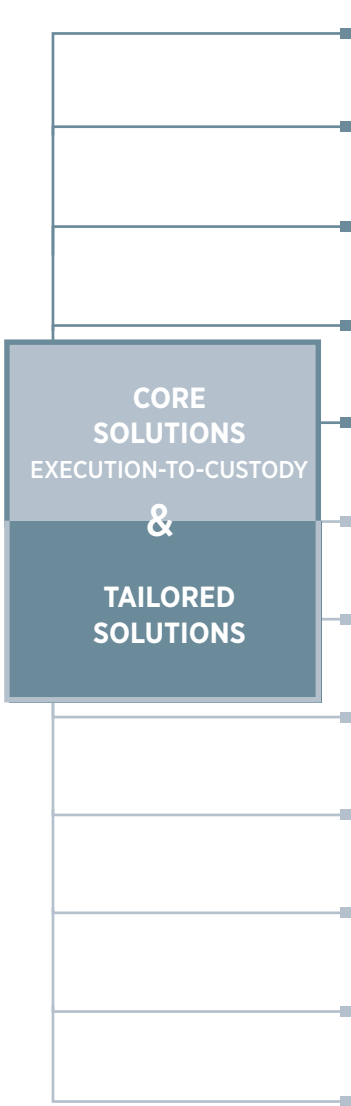 CORE
SOLUTIONS
EXECUTION-TO-CUSTODY
&
TAILORED
SOLUTIONS